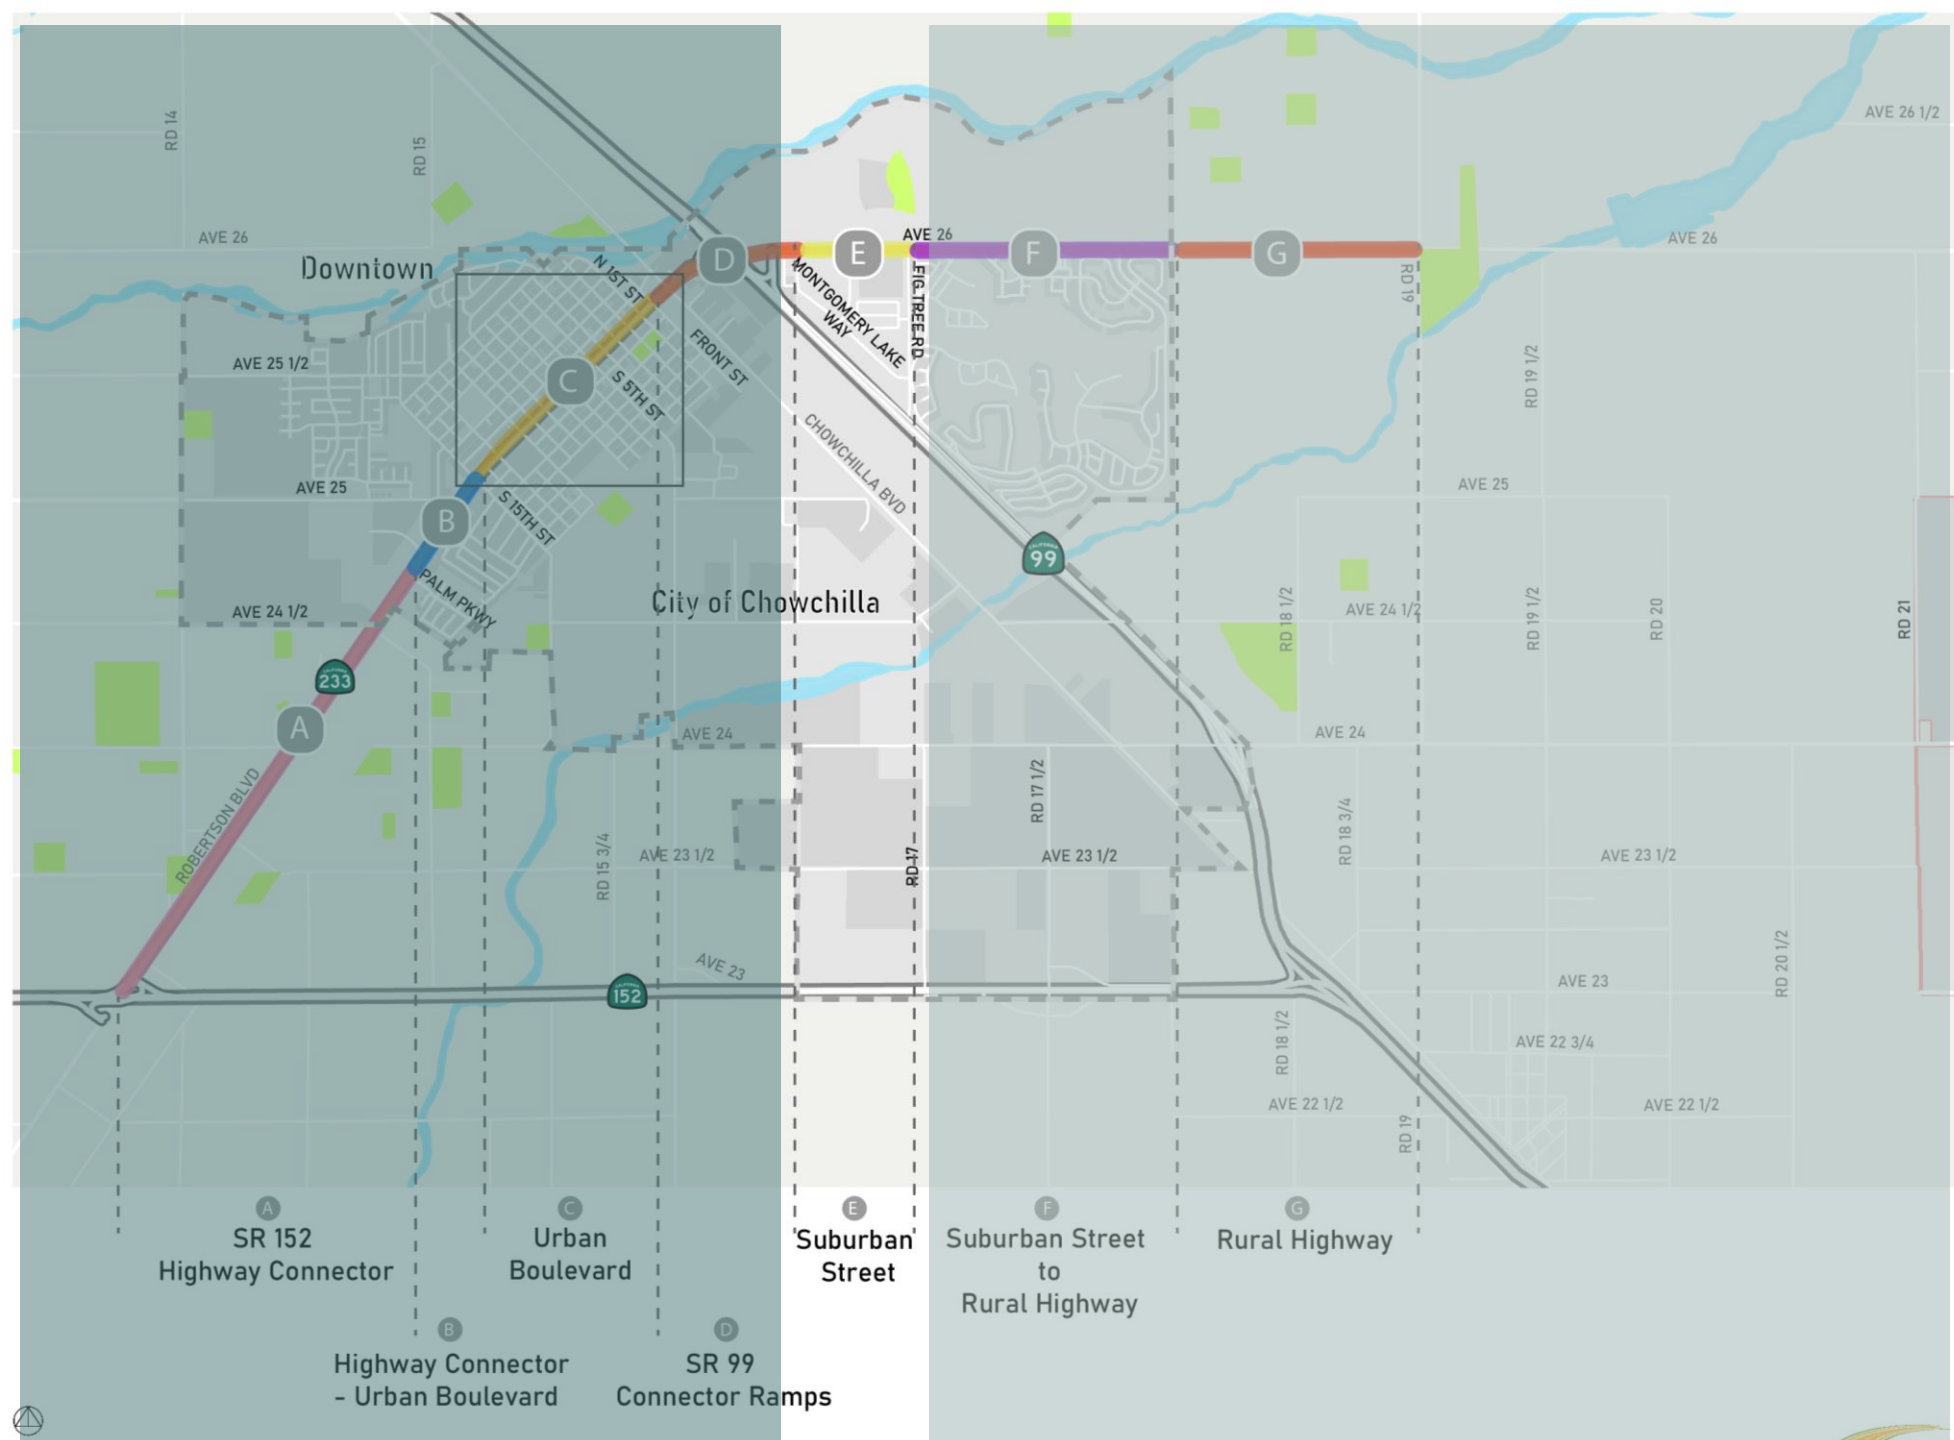 RD 14
RD 15
AVE 26 1/2
AVE 26
AVE 26
AVE 26
Downtown
D
E
F
G
N 1ST ST
MONTGOMERY LAKE
WAY
FIG TREE RD
RD 19
FRONT ST
AVE 25 1/2
C
S 5TH ST
RD 19 1/2
CHOWCHILLA BVD
AVE 25
AVE 25
B
S 15TH ST
CALIFORNIA
99
PALM PKWY
City of Chowchilla
AVE 24 1/2
AVE 24 1/2
RD 18 1/2
RD 19 1/2
RD 20
RD 21
CALIFORNIA
233
A
AVE 24
AVE 24
ROBERTSON BLVD
RD 17 1/2
RD 18 3/4
RD 15 3/4
AVE 23 1/2
RD 17
AVE 23 1/2
AVE 23 1/2
AVE 23
AVE 23
RD 20 1/2
CALIFORNIA
152
RD 18 1/2
AVE 22 3/4
AVE 22 1/2
AVE 22 1/2
RD 19
A
SR 152
Highway Connector
C
Urban
Boulevard
E
Suburban
Street
F
Suburban Street
to
Rural Highway
G
Rural Highway
B
Highway Connector
- Urban Boulevard
D
SR 99
Connector Ramps